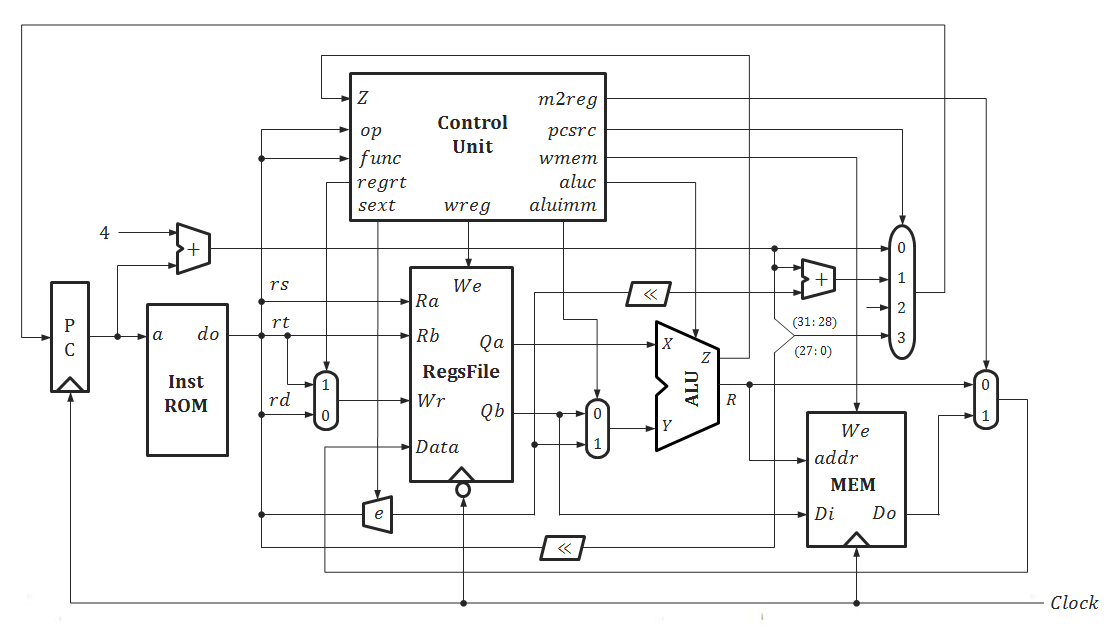 Z
m2reg
Control
Unit
op
pcsrc
func
wmem
regrt
aluc
sext
wreg
aluimm
4
+
0
We
+
1
rs
Ra
<<
2
P
C
(31:28)
a
do
rt
Rb
Qa
X
3
Z
(27:0)
Inst
ROM
RegsFile
ALU
1
0
rd
Wr
Qb
0
R
0
1
Y
1
We
Data
addr
MEM
e
Di
Do
<<
Clock